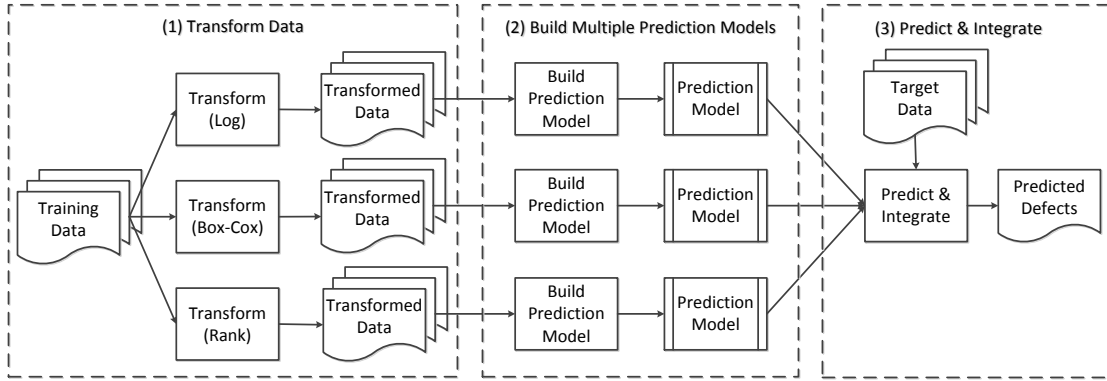 (1) Transform Data
Transform
(Log)
Transformed
Data
Training
Data
Transform
(Box-Cox)
Transformed
Data
Transform
(Rank)
Transformed
Data
(2) Build Multiple Prediction Models
Build
Prediction
Model
Prediction
Model
Build
Prediction
Model
Prediction
Model
Build
Prediction
Model
Prediction
Model
(3) Predict & Integrate
Target
Data
Predict &
Integrate
Predicted
Defects